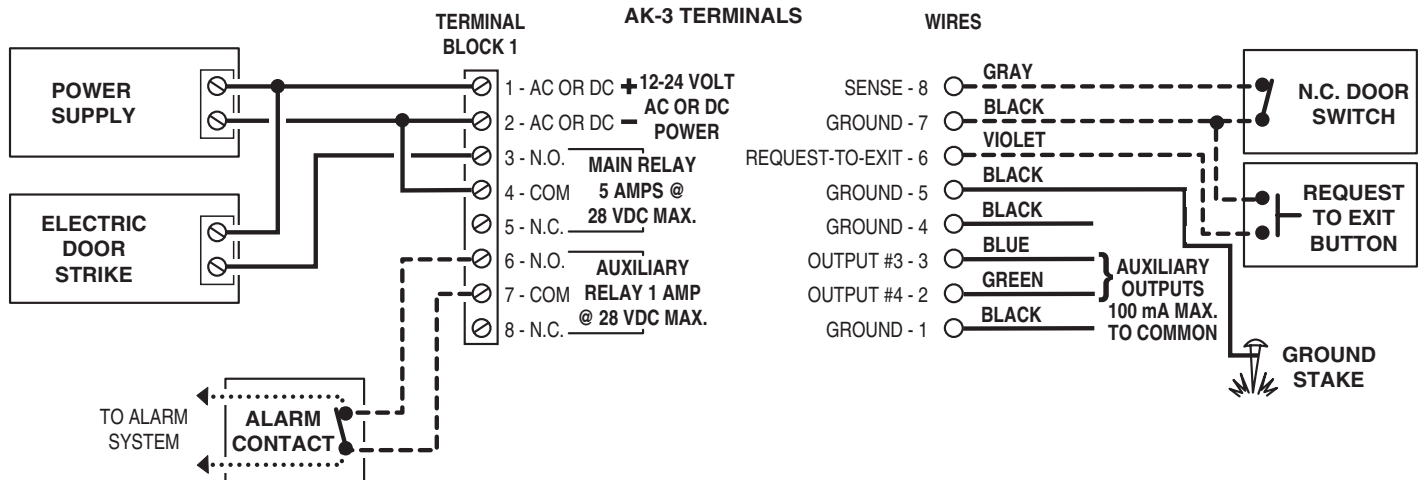 AK-3 TERMINALS
TERMINAL
BLOCK 1
WIRES
POWER
SUPPLY
ELECTRIC
DOOR
STRIKE
1 - AC OR DC +
2 - AC OR DC –
12-24 VOLT
AC OR DC
POWER
3 - N.O.
4 - COM
5 - N.C.
MAIN RELAY
5 AMPS @
28 VDC MAX.
6 - N.O.
7 - COM
8 - N.C.
AUXILIARY
RELAY 1 AMP
@ 28 VDC MAX.
TO ALARM
SYSTEM
ALARM
CONTACT
SENSE - 8
GRAY
GROUND - 7
BLACK
REQUEST-TO-EXIT - 6
VIOLET
GROUND - 5
BLACK
GROUND - 4
BLACK
OUTPUT #3 - 3
BLUE
OUTPUT #4 - 2
GREEN
GROUND - 1
BLACK
} AUXILIARY
OUTPUTS
100 mA MAX.
TO COMMON
N.C. DOOR
SWITCH
REQUEST
TO EXIT
BUTTON
GROUND
STAKE